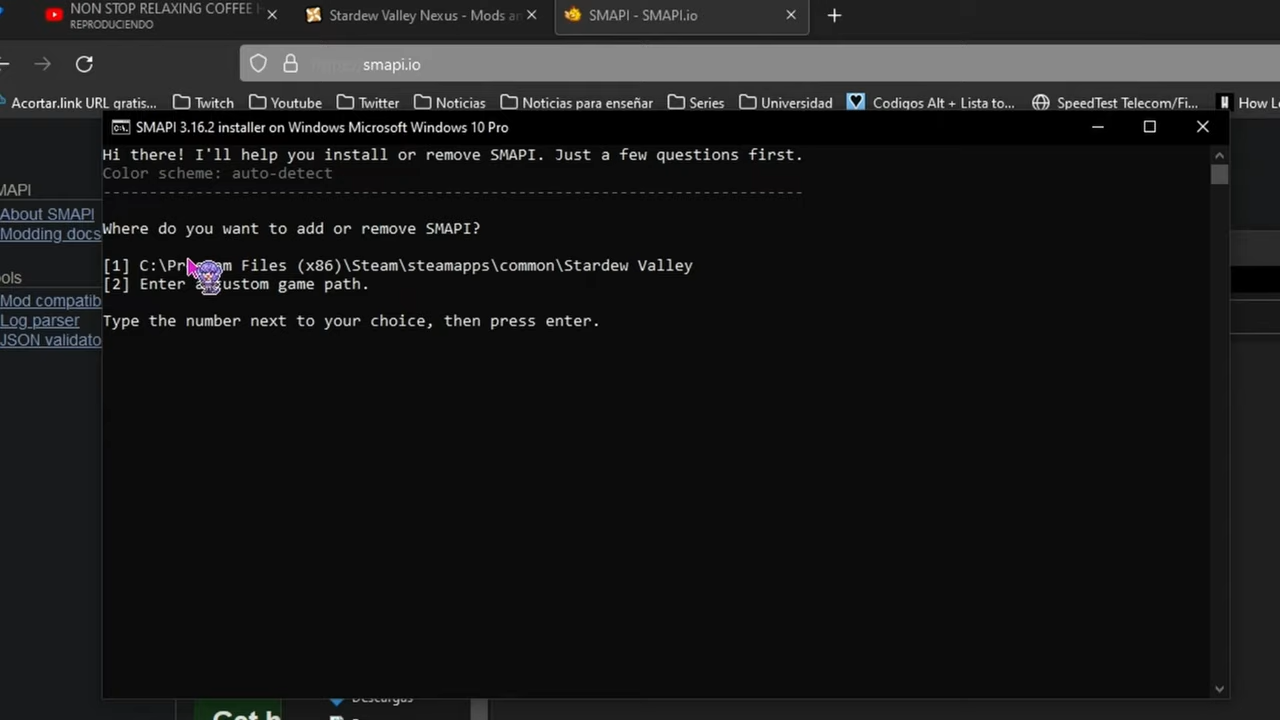 NON STOP RELAXING COFFEE
REPRODUCIENDO
Stardew Valley Nexus - Mods an
SMAPI - SMAPI.io
smapi.io
Acortar.link URL gratis...
Twitch
Youtube
Twitter
Noticias
Noticias para enseñar
Series
Universidad
Codigos Alt + Lista to...
SpeedTest Telecom/Fi...
How Lo
SMAPI 3.16.2 installer on Windows Microsoft Windows 10 Pro
Hi there! I'll help you install or remove SMAPI. Just a few questions first.
Color scheme: auto-detect
----------------------------------------------------------------------------
Where do you want to add or remove SMAPI?
[1] C:\Program Files (x86)\Steam\steamapps\common\Stardew Valley
[2] Enter a custom game path.
Type the number next to your choice, then press enter.
MAPI
About SMAPI
Modding docs
ols
Mod compatib
Log parser
JSON validato
Descargas